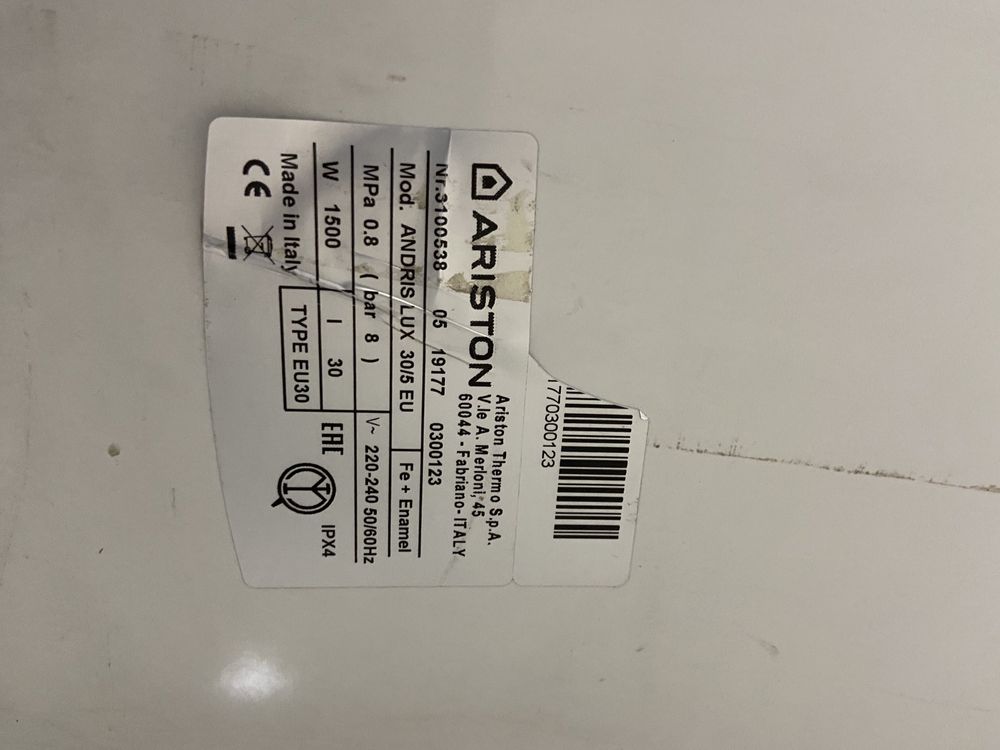 ARISTON
Ariston Thermo S.p.A.
V.le A. Merloni, 45
60044 - Fabriano - ITALY
Nr.3100538 05 19177 0300123
Mod. ANDRIS LUX 30/5 EU Fe + Enamel
MPa 0.8 ( bar 8 ) V~ 220-240 50/60Hz
W 1500 l 30 EAC IPX4
Made in Italy TYPE EU30
CE
1770300123